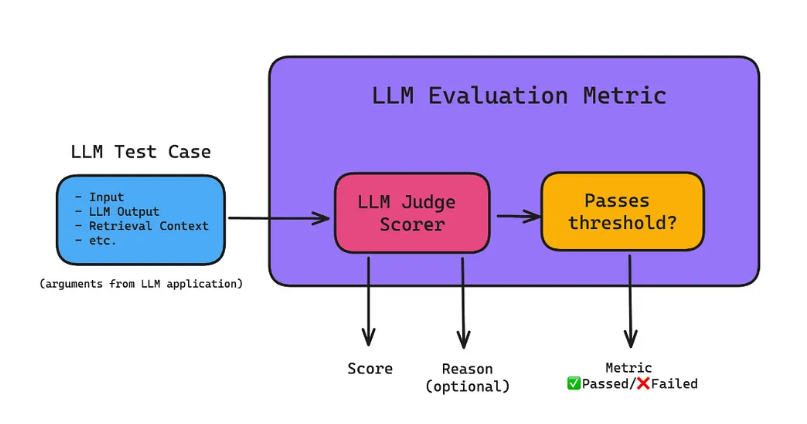 LLM Evaluation Metric
LLM Test Case
- Input
- LLM Output
- Retrieval Context
- etc.
(arguments from LLM application)
LLM Judge
Scorer
Passes
threshold?
Score
Reason
(optional)
Metric
✅Passed/❌Failed